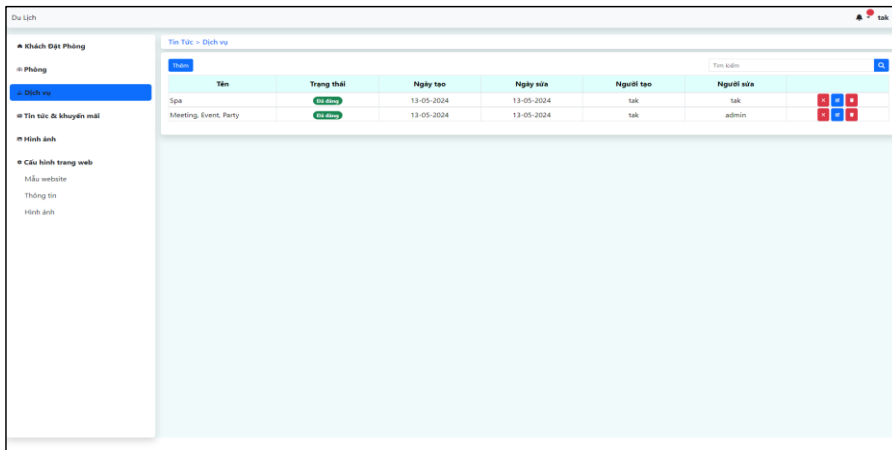 Du Lịch
tak
Khách Đặt Phòng
Phòng
Dịch vụ
Tin tức & khuyến mãi
Hình ảnh
Cấu hình trang web
Mẫu website
Thông tin
Hình ảnh
Tin Tức > Dịch vụ
Thêm
Tìm kiếm
Tên Trạng thái Ngày tạo Ngày sửa Người tạo Người sửa
Spa Đã đăng 13-05-2024 13-05-2024 tak tak
Meeting, Event, Party Đã đăng 13-05-2024 13-05-2024 tak admin